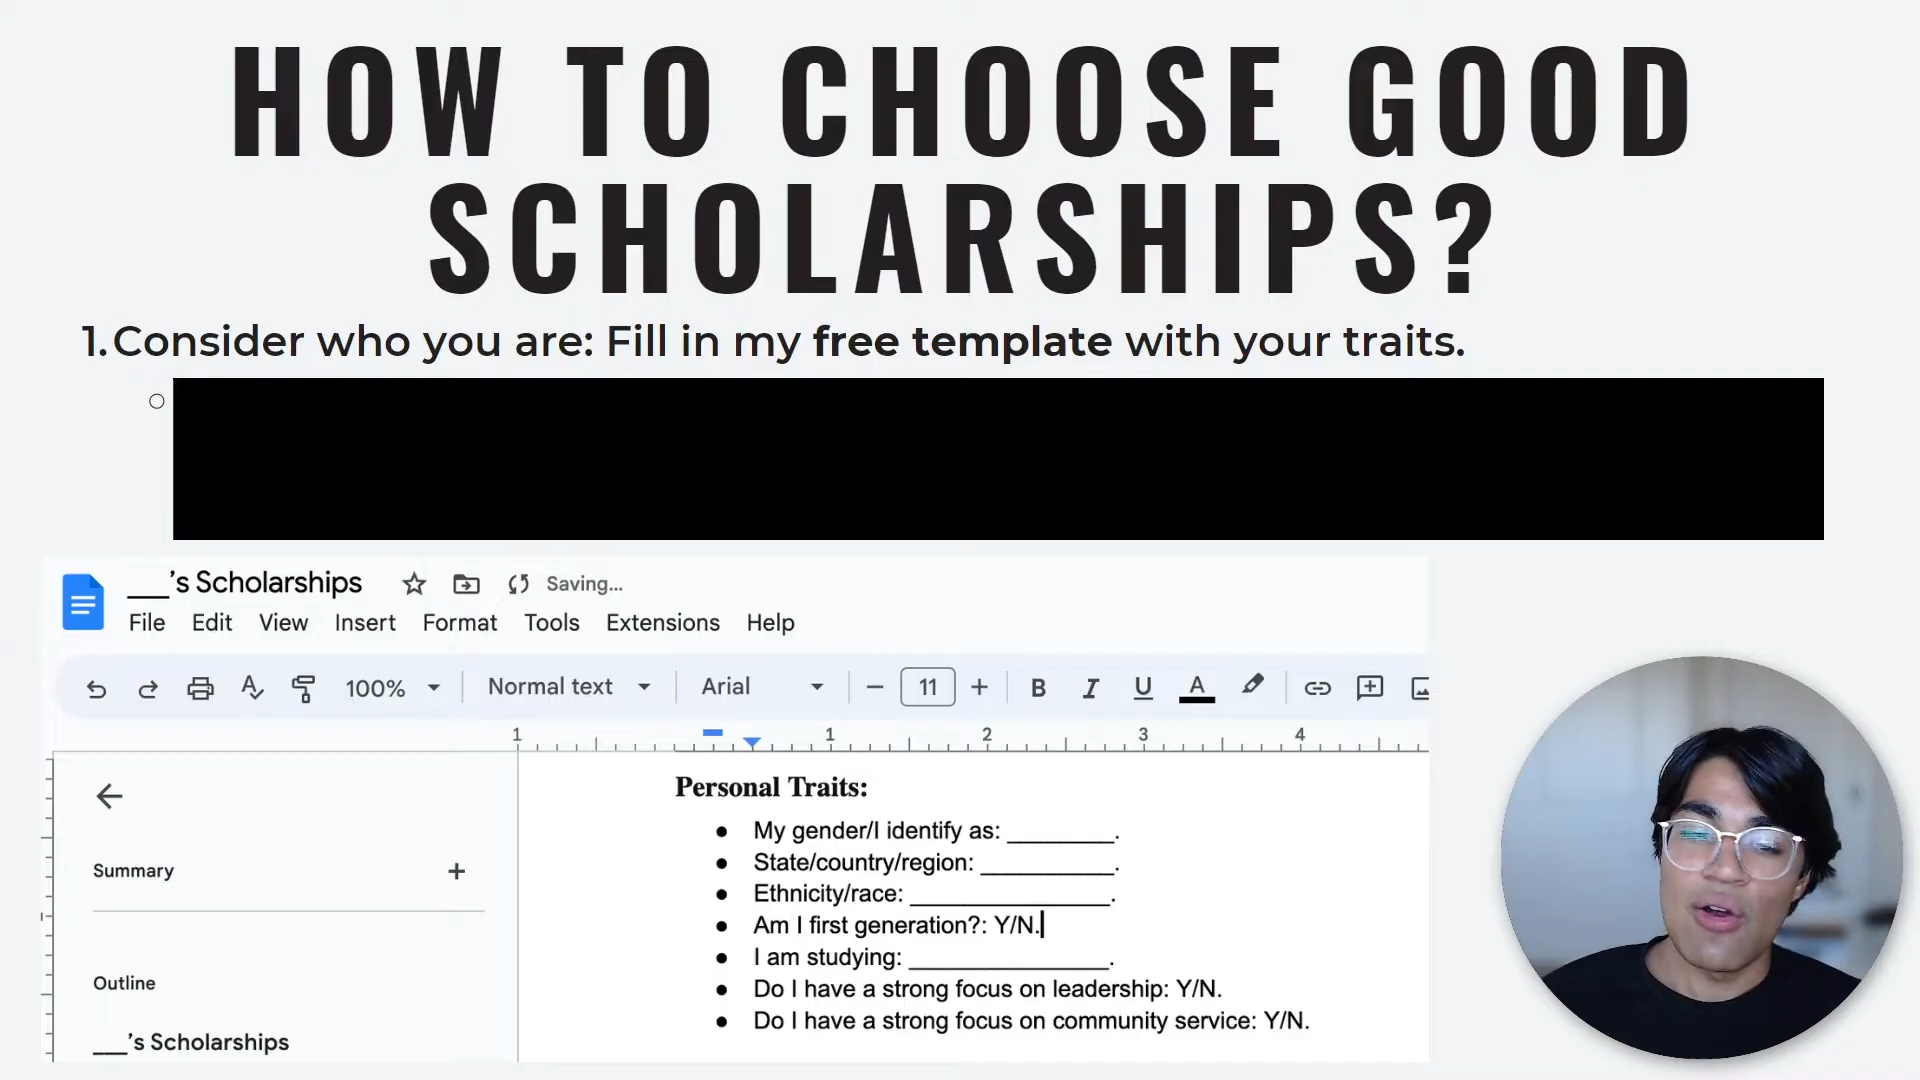 HOW TO CHOOSE GOOD
SCHOLARSHIPS?
1. Consider who you are: Fill in my free template with your traits.
___'s Scholarships
Saving...
File Edit View Insert Format Tools Extensions Help
100% Normal text Arial 11 B I U A
1 1 2 3 4
Personal Traits:
Summary
Outline
___'s Scholarships
● My gender/I identify as: ________.
● State/country/region: __________.
● Ethnicity/race: _______________.
● Am I first generation?: Y/N.
● I am studying: _______________.
● Do I have a strong focus on leadership: Y/N.
● Do I have a strong focus on community service: Y/N.